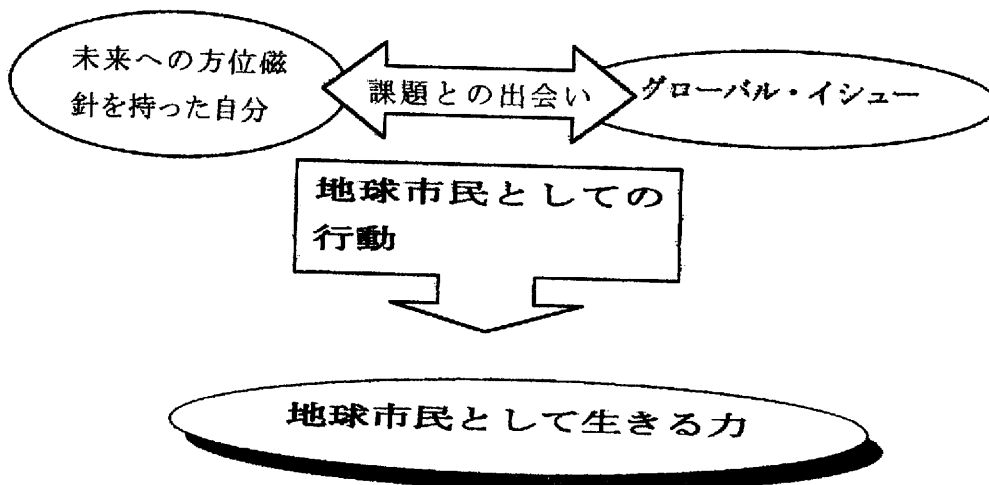 未来への方位磁
針を持った自分
課題との出会い
グローバル・イシュー
地球市民としての
行動
地球市民として生きる力